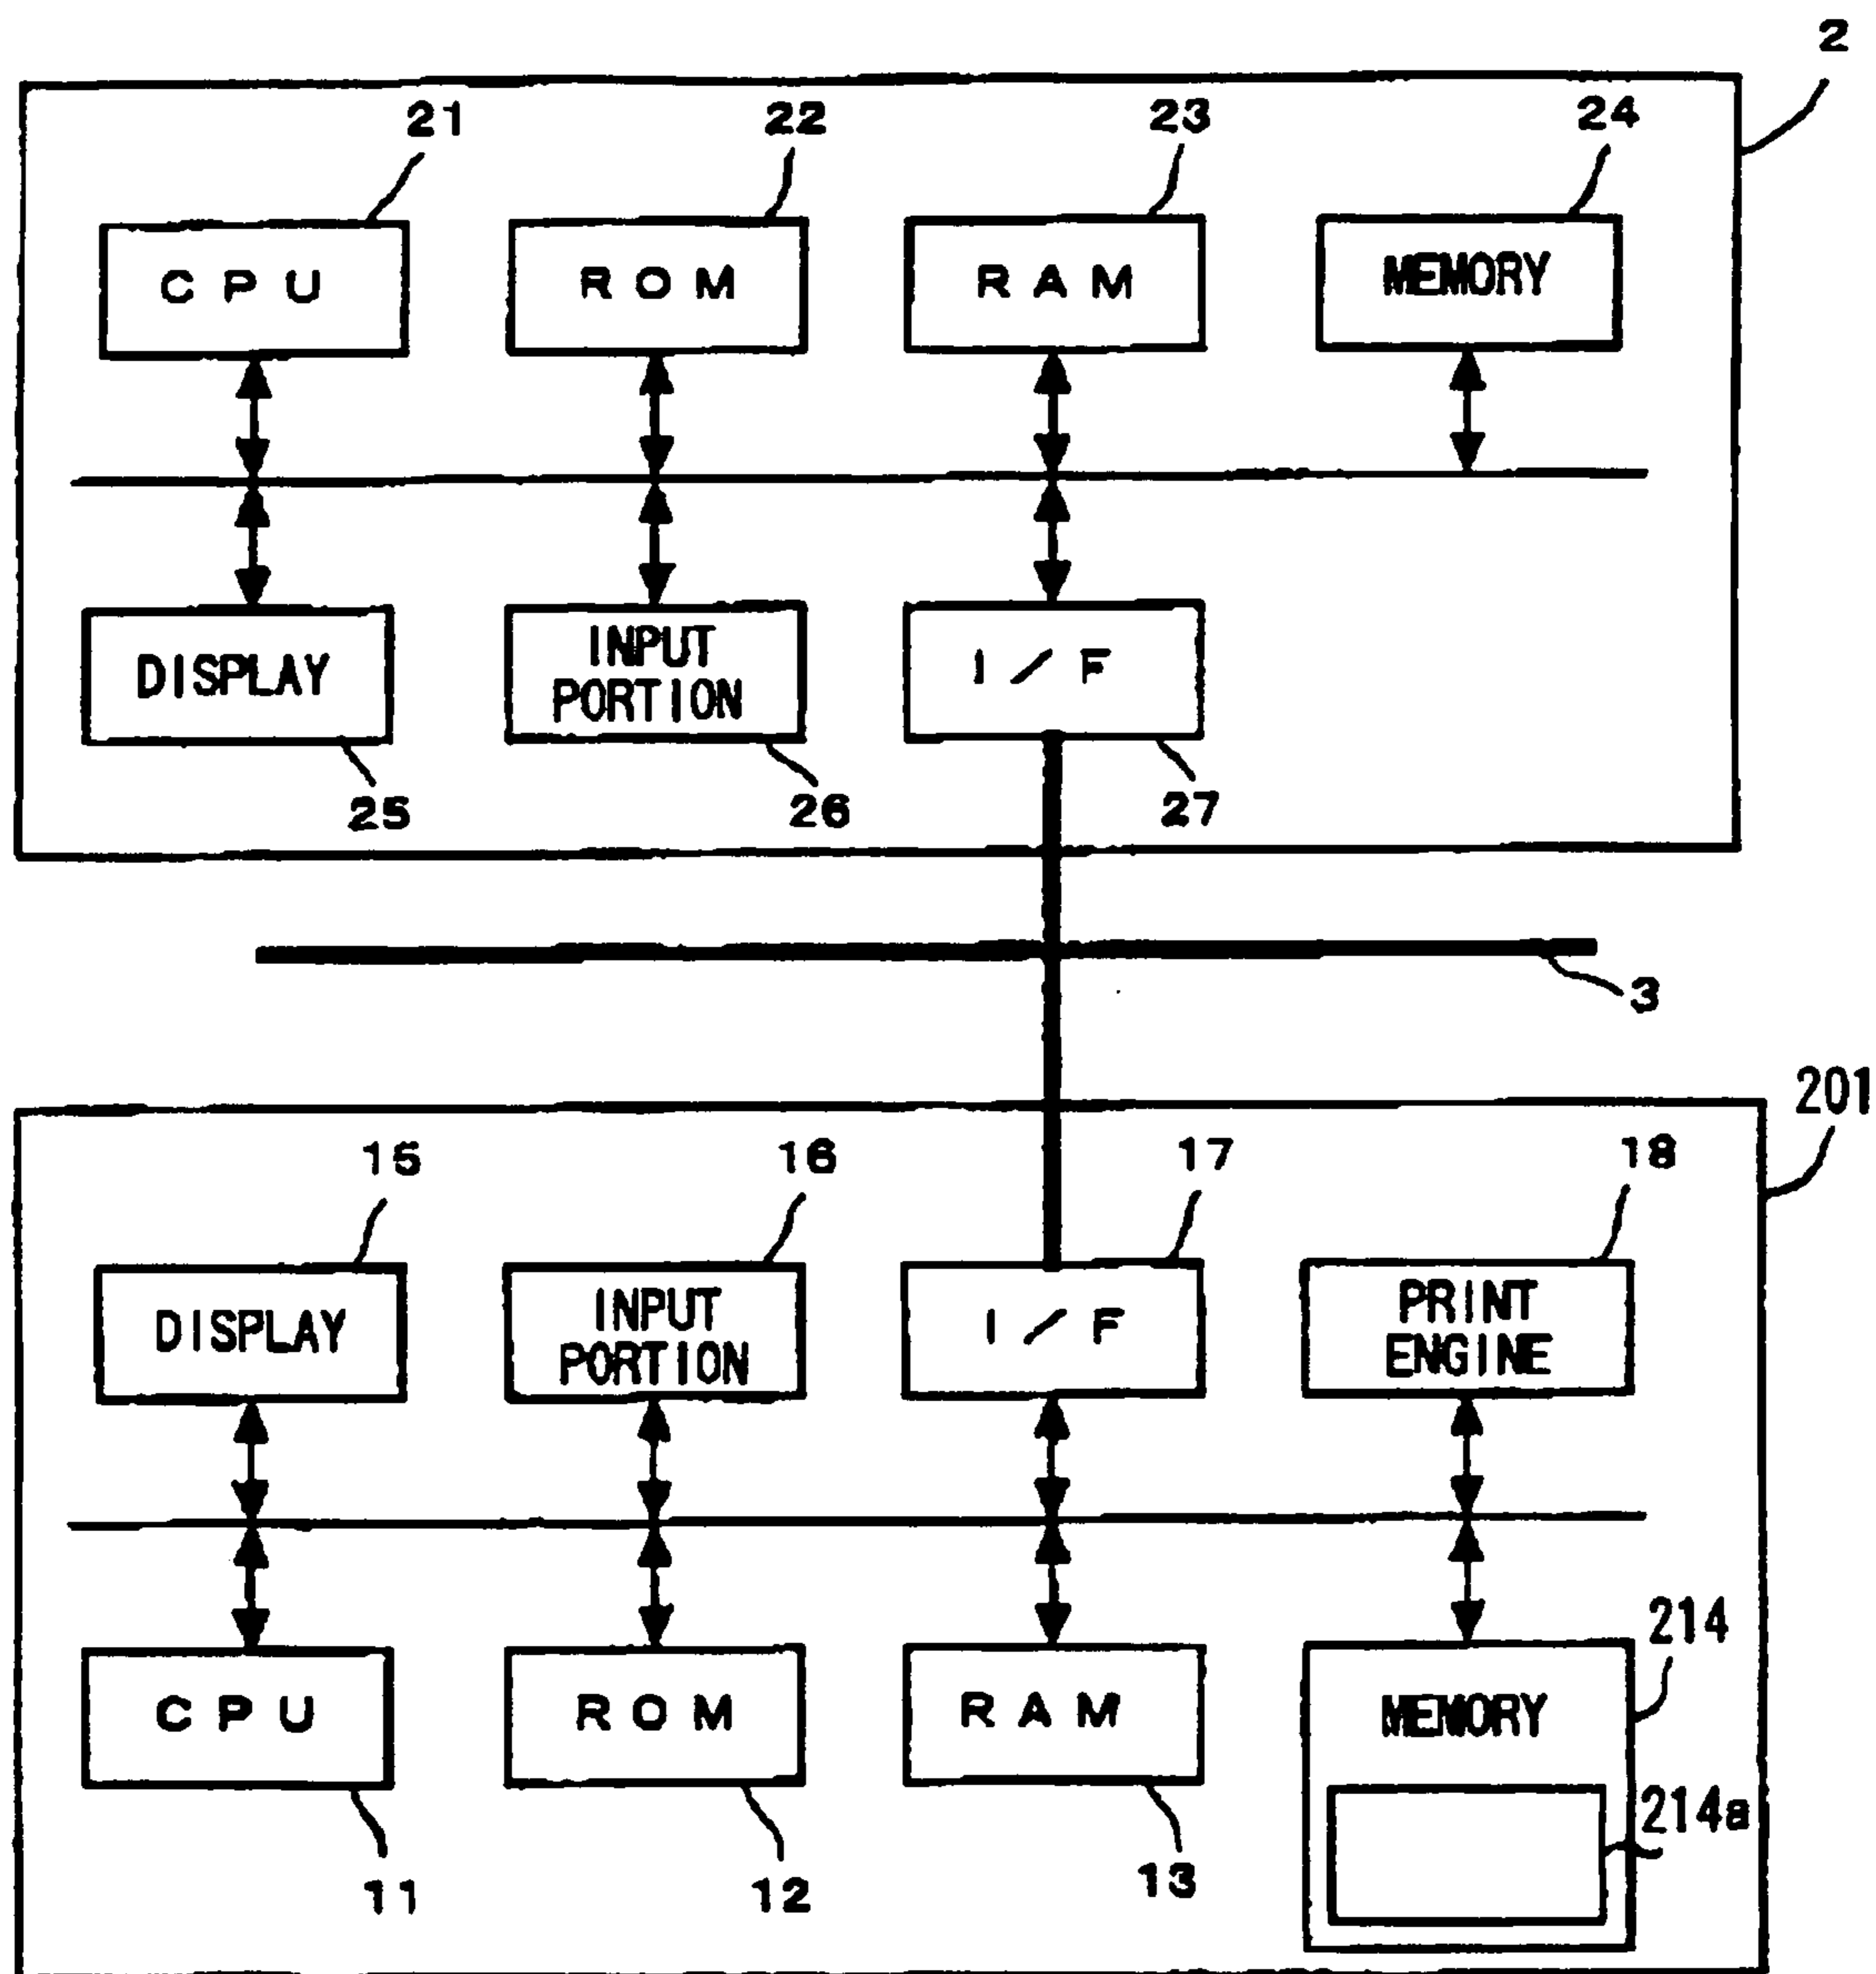 2
21 22 23 24
CPU ROM RAM MEMORY
DISPLAY
INPUT
PORTION
I/F
25 26 27
3
201
15 16 17 18
DISPLAY
INPUT
PORTION
I/F
PRINT
ENGINE
214
CPU ROM RAM MEMORY
214a
11 12 13